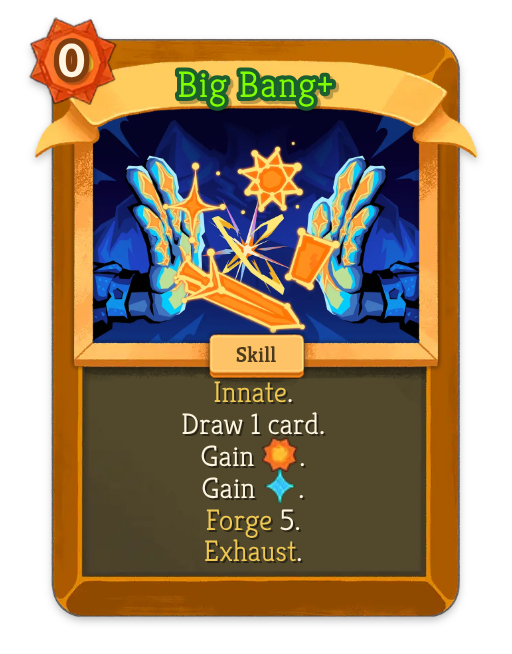 0
Big Bang+
Skill
Innate.
Draw 1 card.
Gain .
Gain .
Forge 5.
Exhaust.